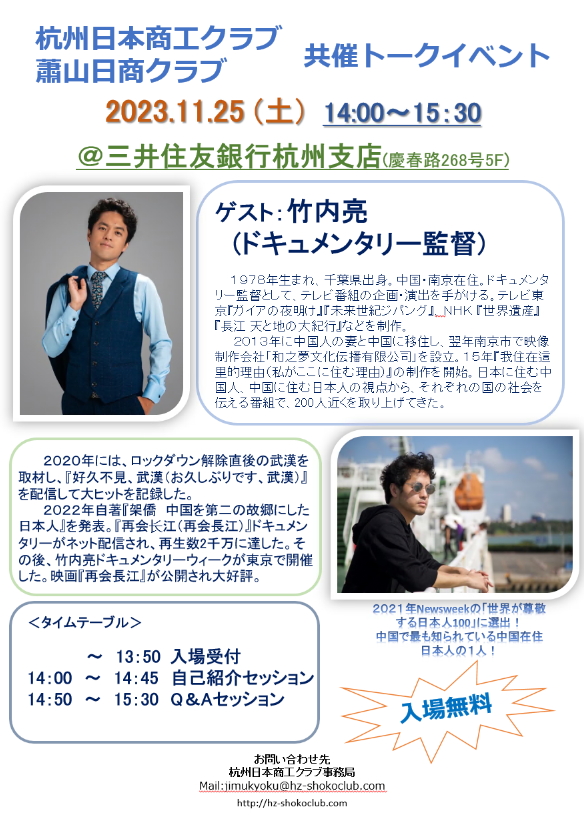 杭州日本商工クラブ
蕭山日商クラブ
共催トークイベント
2023.11.25（土） 14:00～15:30
＠三井住友銀行杭州支店(慶春路268号5F)
ゲスト：竹内亮
（ドキュメンタリー監督）
１９７８年生まれ、千葉県出身。中国・南京在住。ドキュメンタ
リー監督として、テレビ番組の企画・演出を手がける。テレビ東
京『ガイアの夜明け』『未来世紀ジパング』、NHK『世界遺産』
『長江 天と地の大紀行』などを制作。
２０１３年に中国人の妻と中国に移住し、翌年南京市で映像
制作会社「和之夢文化伝播有限公司」を設立。１５年『我住在這
里的理由（私がここに住む理由）』の制作を開始。日本に住む中
国人、中国に住む日本人の視点から、それぞれの国の社会を
伝える番組で、200人近くを取り上げてきた。
２０２０年には、ロックダウン解除直後の武漢を
取材し、『好久不見、武漢（お久しぶりです、武漢）』
を配信して大ヒットを記録した。
２０２２年自著『架僑 中国を第二の故郷にした
日本人』を発表。『再会长江（再会長江）』ドキュメン
タリーがネット配信され、再生数２千万に達した。そ
の後、竹内亮ドキュメンタリーウィークが東京で開催
した。映画『再会長江』が公開され大好評。
２０２１年Newsweekの「世界が尊敬
する日本人100」に選出！
中国で最も知られている中国在住
日本人の１人！
＜タイムテーブル＞
～ 13:50 入場受付
14:00 ～ 14:45 自己紹介セッション
14:50 ～ 15:30 Ｑ＆Ａセッション
入場無料
お問い合わせ先
杭州日本商工クラブ事務局
Mail:jimukyoku@hz-shokoclub.com
http://hz-shokoclub.com